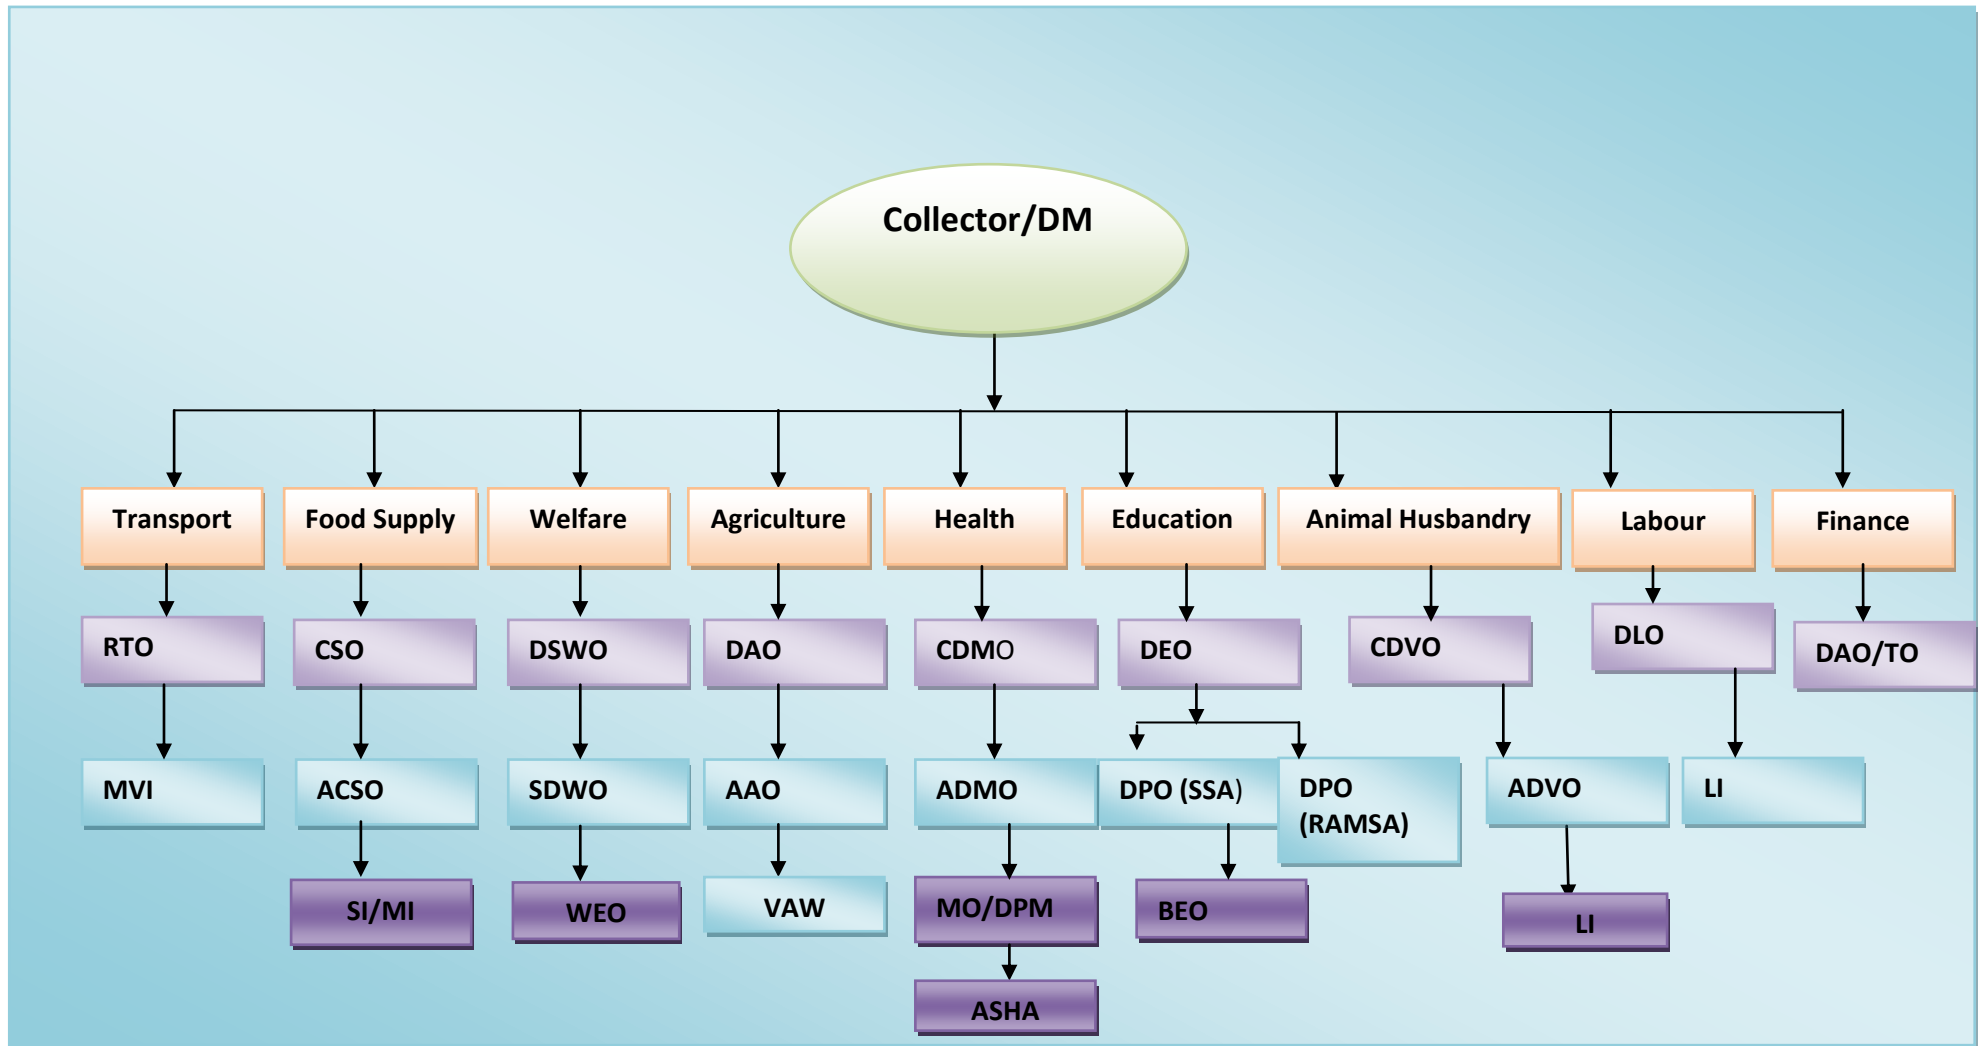 Collector/DM
Transport
Food Supply
Welfare
Agriculture
Health
Education
Animal Husbandry
Labour
Finance
RTO
CSO
DSWO
DAO
CDMO
DEO
CDVO
DLO
DAO/TO
MVI
ACSO
SDWO
AAO
ADMO
DPO (SSA)
DPO
(RAMSA)
ADVO
LI
SI/MI
WEO
VAW
MO/DPM
BEO
LI
ASHA